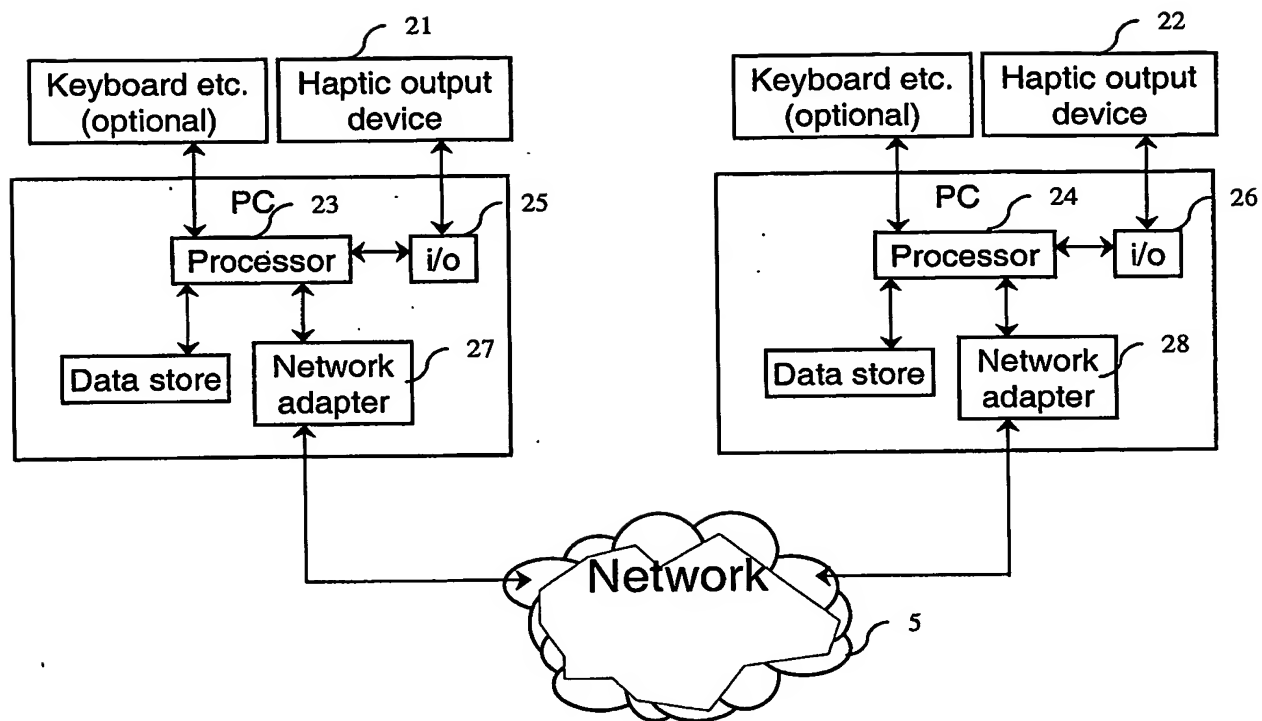 21
Keyboard etc.
(optional)
Haptic output
device
PC
23
25
Processor
i/o
Data store
Network
adapter
27
22
Keyboard etc.
(optional)
Haptic output
device
PC
24
26
Processor
i/o
Data store
Network
adapter
28
Network
5